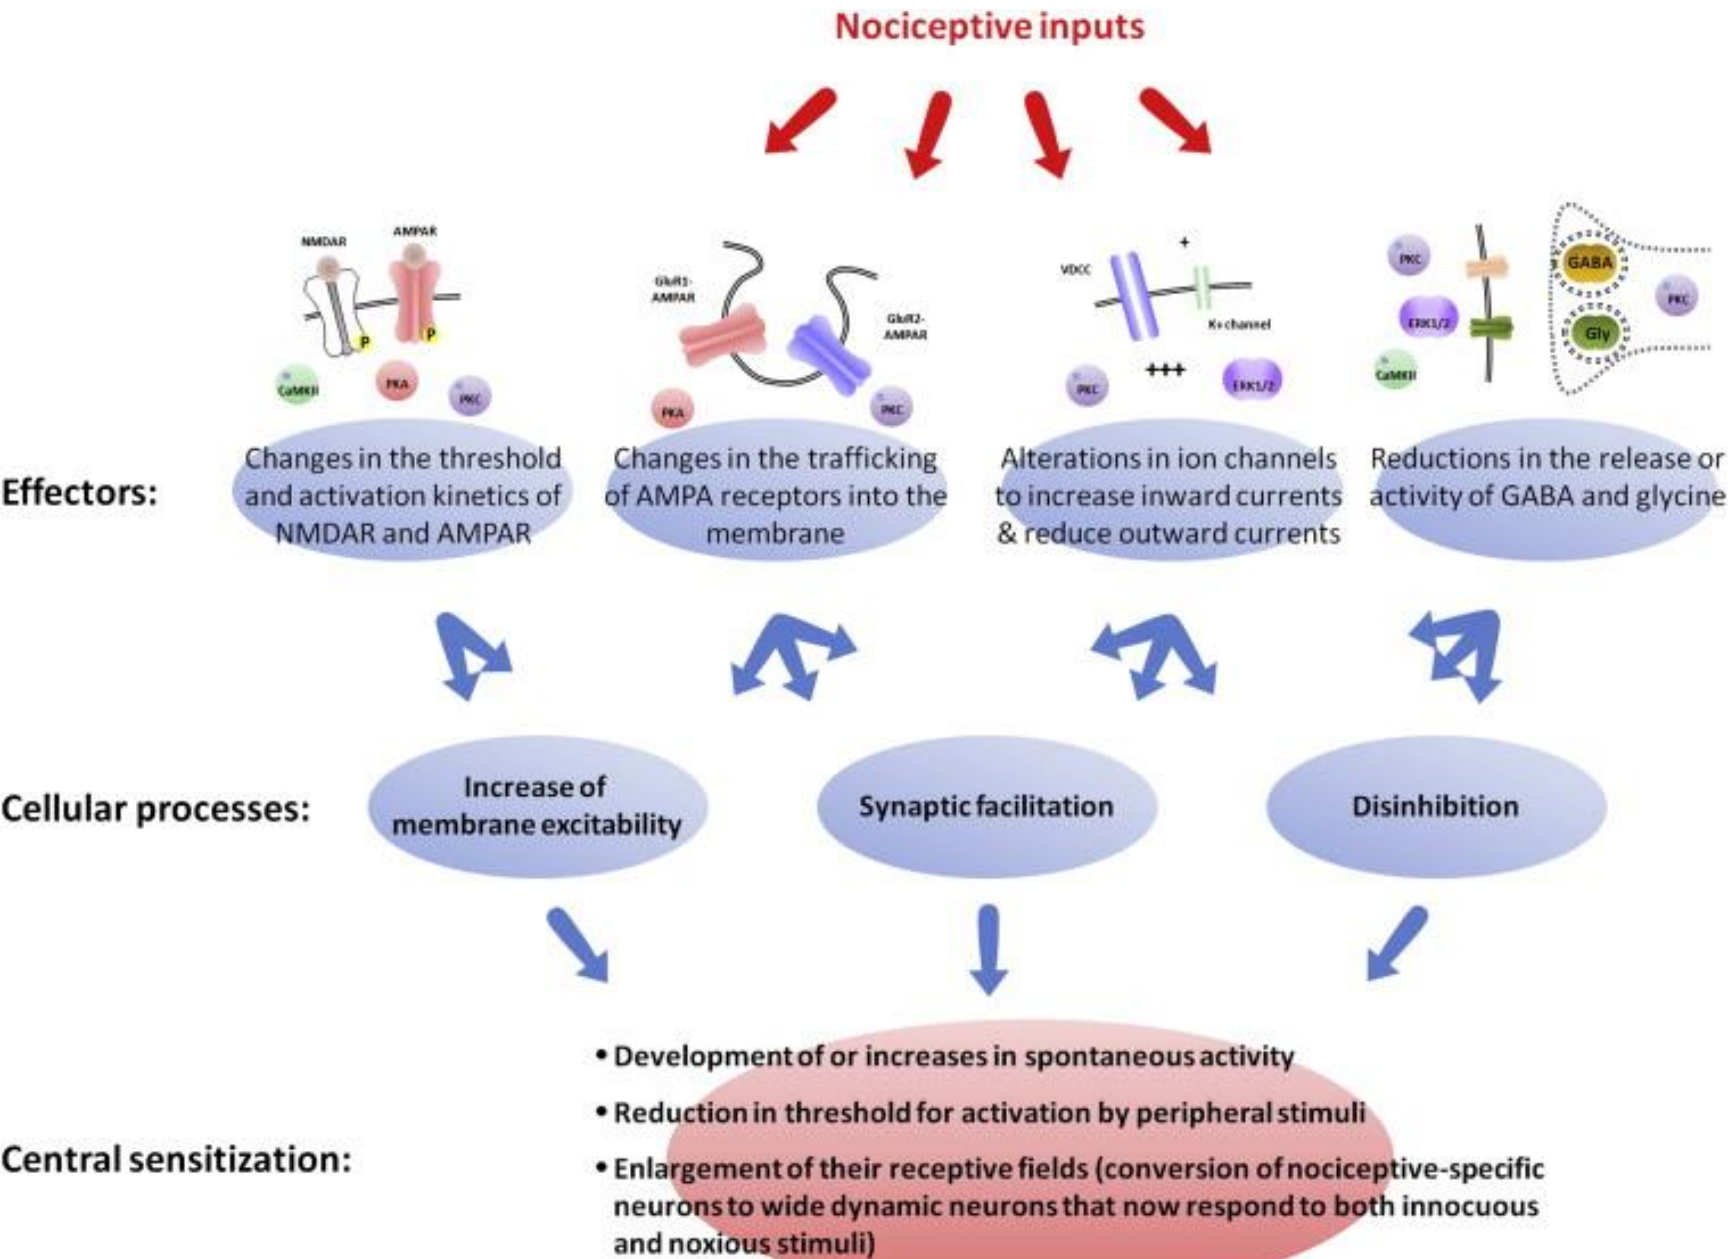 Nociceptive inputs
NMDAR
AMPAR
P
P
CaMKII
PKA
PKC
GluR1-
AMPAR
GluR2-
AMPAR
PKA
PKC
VDCC
+
K+ channel
+++
PKC
ERK1/2
PKC
ERK1/2
CaMKII
GABA
Gly
PKC
Effectors:
Changes in the threshold
and activation kinetics of
NMDAR and AMPAR
Changes in the trafficking
of AMPA receptors into the
membrane
Alterations in ion channels
to increase inward currents
& reduce outward currents
Reductions in the release or
activity of GABA and glycine
Cellular processes:
Increase of
membrane excitability
Synaptic facilitation
Disinhibition
Central sensitization:
• Development of or increases in spontaneous activity
• Reduction in threshold for activation by peripheral stimuli
• Enlargement of their receptive fields (conversion of nociceptive-specific
neurons to wide dynamic neurons that now respond to both innocuous
and noxious stimuli)